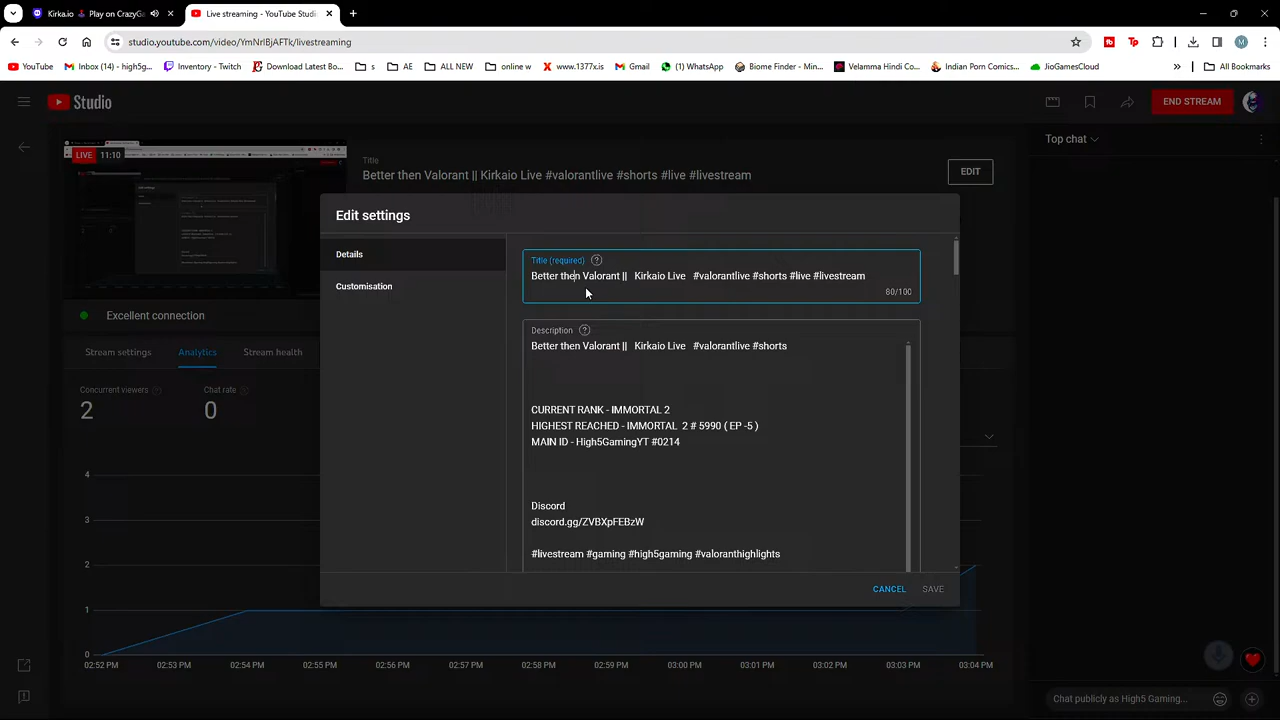 Kirka.io 🕹 Play on CrazyGa
Live streaming - YouTube Studi
studio.youtube.com/video/YmNrlBjAFTk/livestreaming
YouTube
Inbox (14) - high5g...
Inventory - Twitch
Download Latest Bo...
s
AE
ALL NEW
online w
www.1377x.is
Gmail
(1) WhatsApp
Biome Finder - Min...
Velamma Hindi Co...
Indian Porn Comics...
JioGamesCloud
»
All Bookmarks
M
Studio
END STREAM
LIVE 11:10
Title
Better then Valorant || Kirkaio Live #valorantlive #shorts #live #livestream
EDIT
Top chat
Edit settings
Details
Customisation
Title (required)
Better then Valorant || Kirkaio Live #valorantlive #shorts #live #livestream
80/100
Description
Better then Valorant || Kirkaio Live #valorantlive #shorts
CURRENT RANK - IMMORTAL 2
HIGHEST REACHED - IMMORTAL 2 # 5990 ( EP -5 )
MAIN ID - High5GamingYT #0214
Discord
discord.gg/ZVBXpFEBzW
#livestream #gaming #high5gaming #valoranthighlights
CANCEL
SAVE
Excellent connection
Stream settings
Analytics
Stream health
Concurrent viewers
Chat rate
2
0
4
3
2
1
0
02:52 PM
02:53 PM
02:54 PM
02:55 PM
02:56 PM
02:57 PM
02:58 PM
02:59 PM
03:00 PM
03:01 PM
03:02 PM
03:03 PM
03:04 PM
Chat publicly as High5 Gaming...